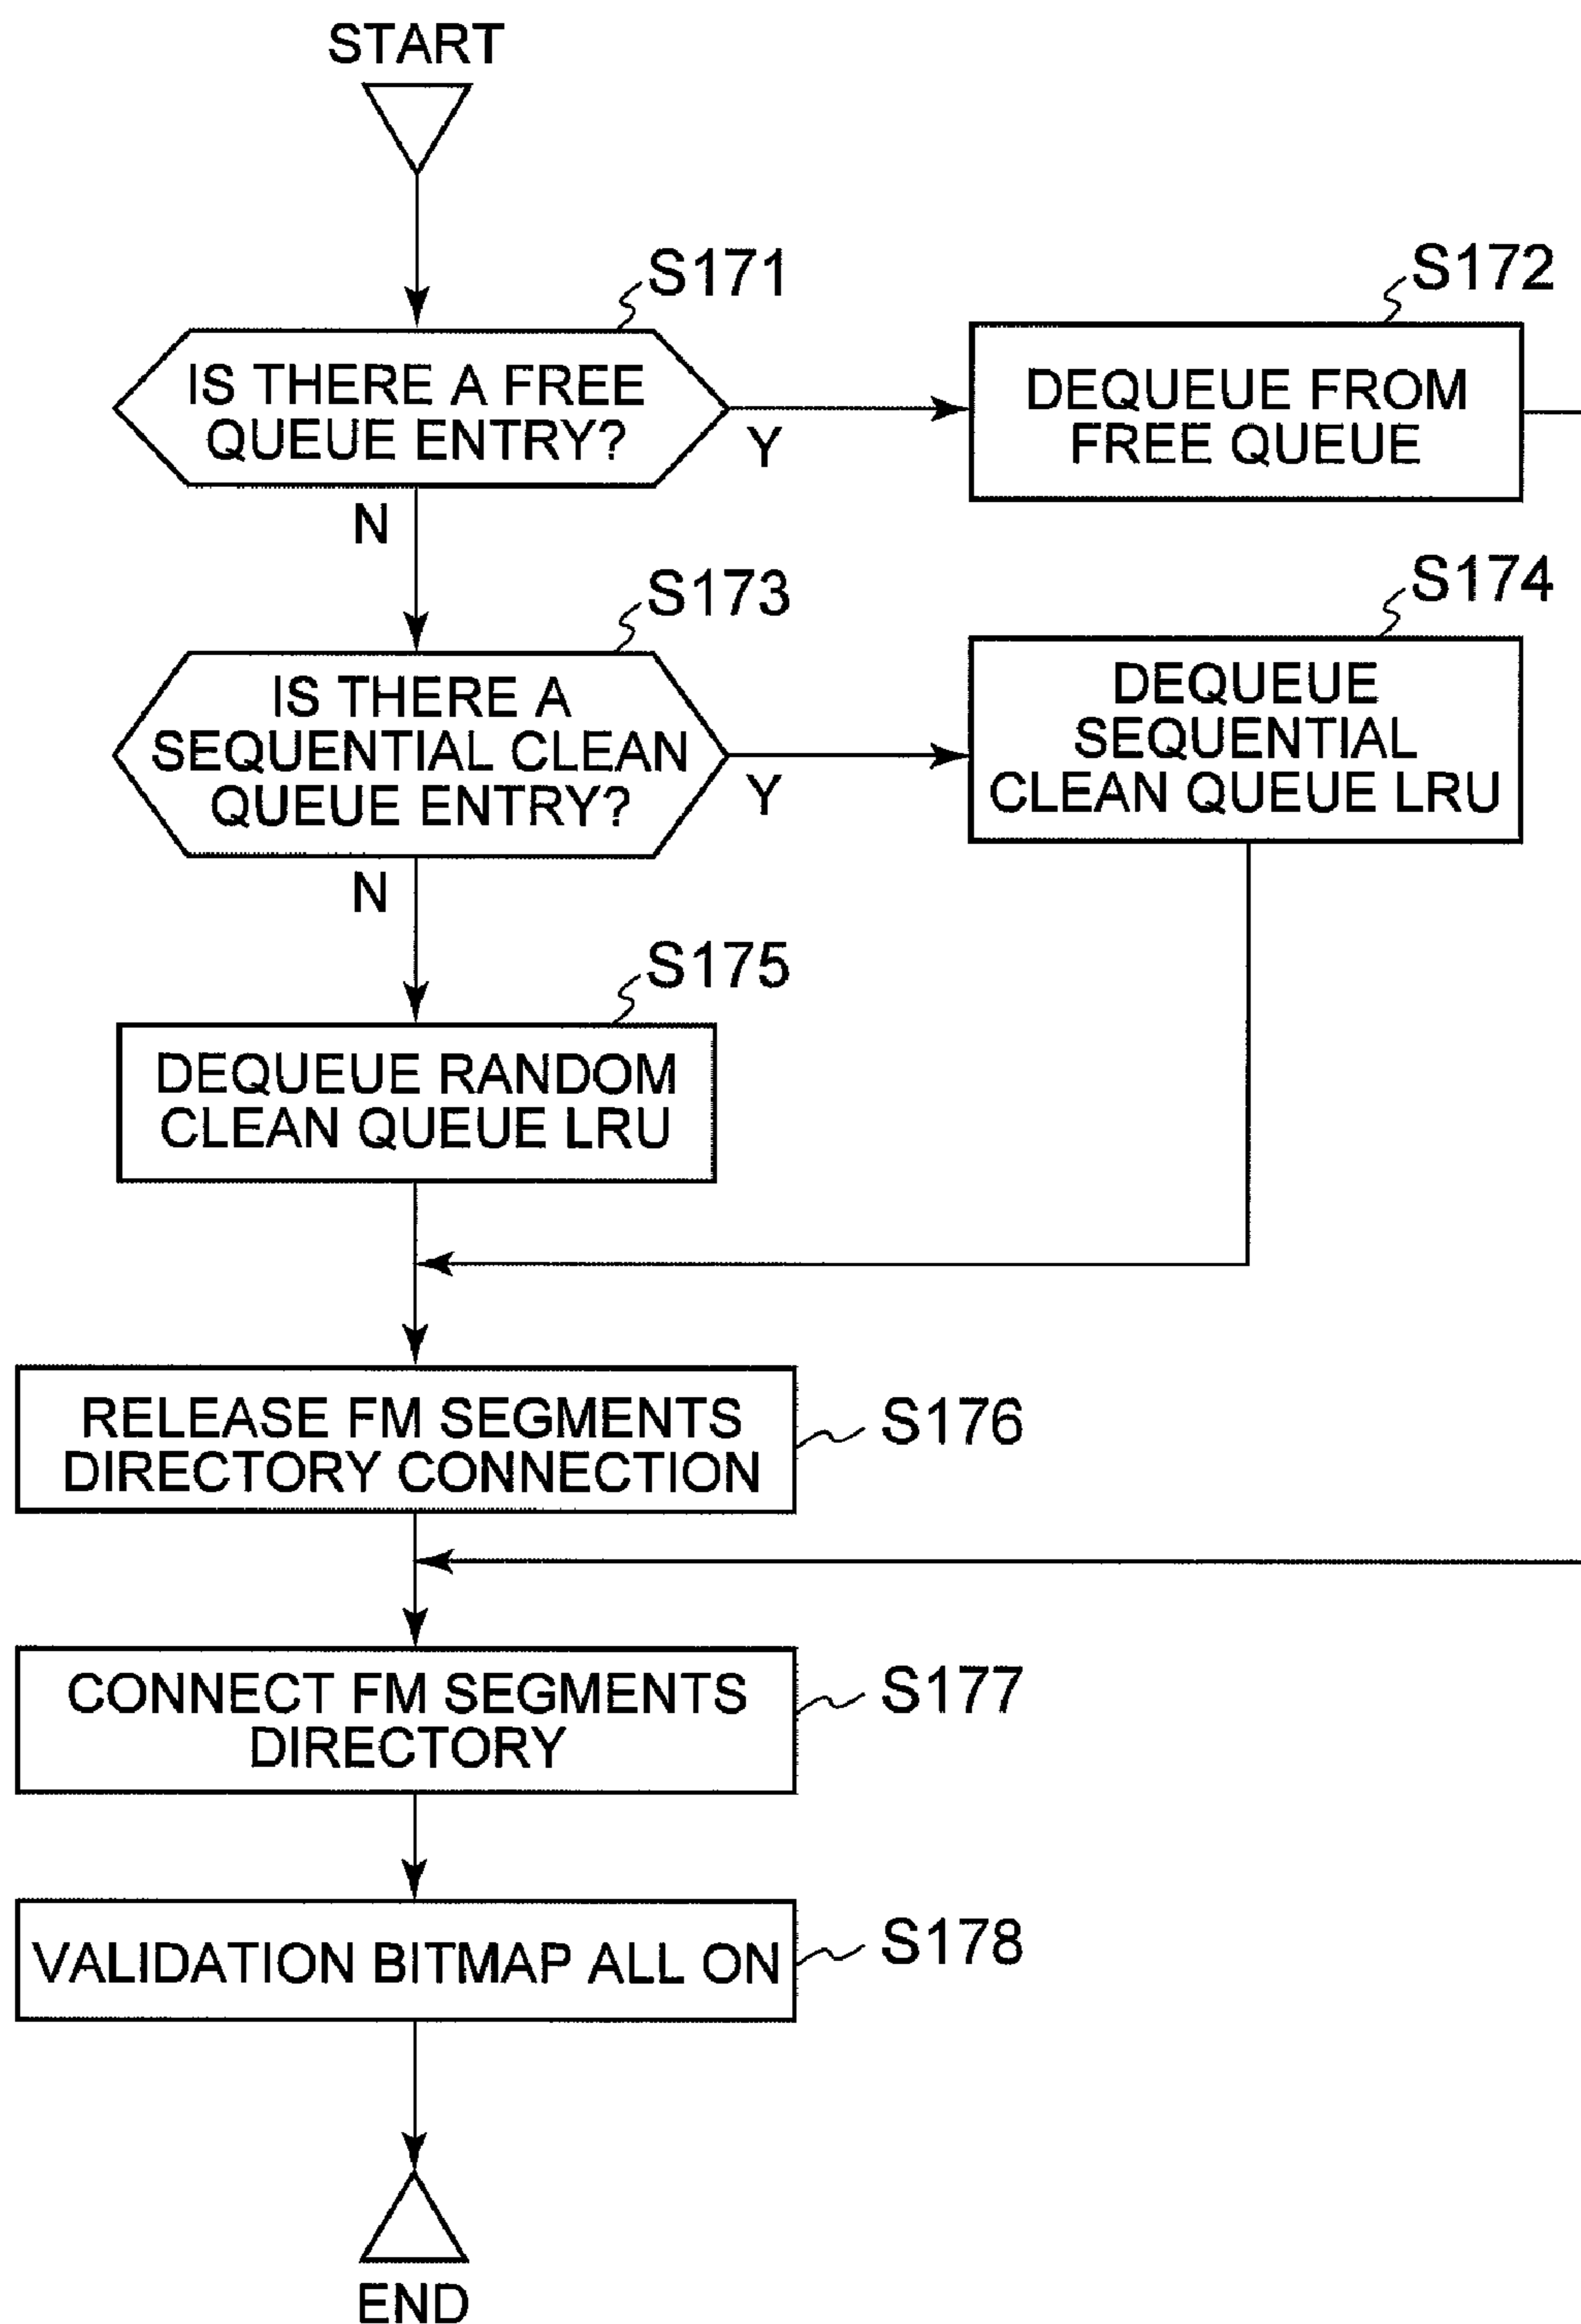 START
S171
IS THERE A FREE
QUEUE ENTRY?
Y
N
S172
DEQUEUE FROM
FREE QUEUE
S173
IS THERE A
SEQUENTIAL CLEAN
QUEUE ENTRY?
Y
N
S174
DEQUEUE
SEQUENTIAL
CLEAN QUEUE LRU
S175
DEQUEUE RANDOM
CLEAN QUEUE LRU
RELEASE FM SEGMENTS
DIRECTORY CONNECTION
S176
CONNECT FM SEGMENTS
DIRECTORY
S177
VALIDATION BITMAP ALL ON
S178
END